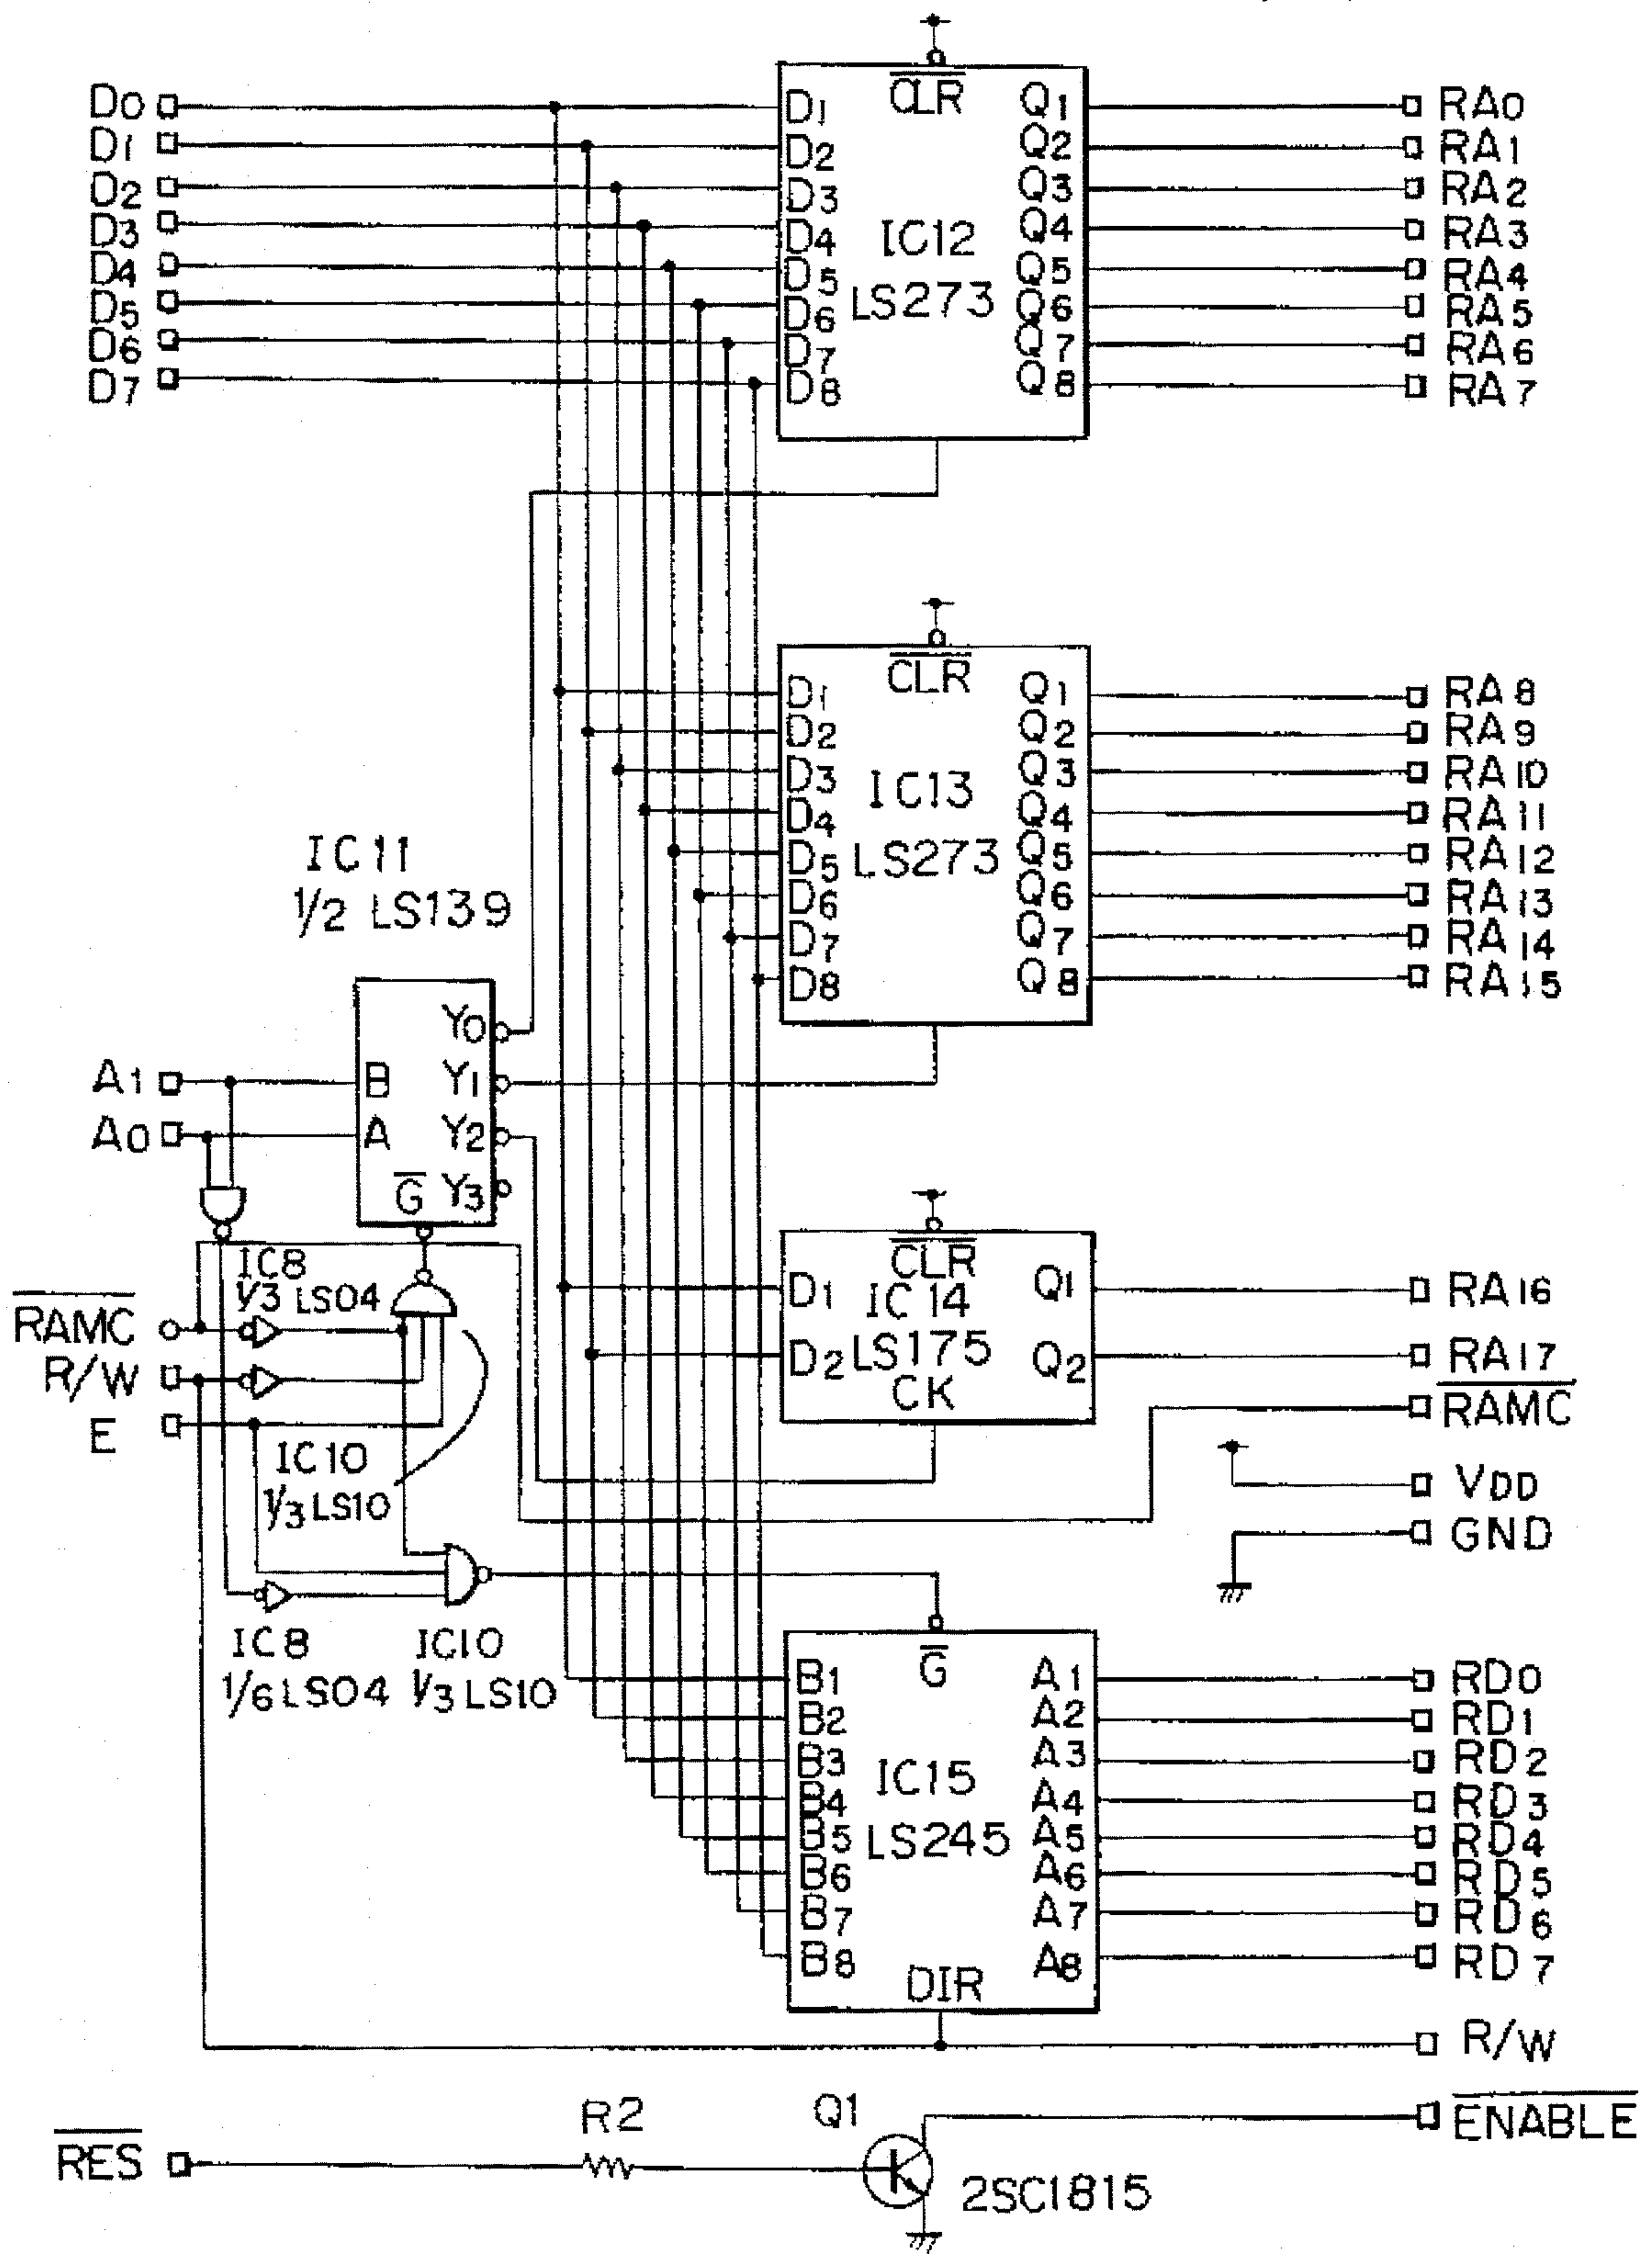 D0
D1
D2
D3
D4
D5
D6
D7
CLR
D1
D2
D3
D4
D5
D6
D7
D8
IC12
LS273
Q1
Q2
Q3
Q4
Q5
Q6
Q7
Q8
RA0
RA1
RA2
RA3
RA4
RA5
RA6
RA7
CLR
D1
D2
D3
D4
D5
D6
D7
D8
IC13
LS273
Q1
Q2
Q3
Q4
Q5
Q6
Q7
Q8
RA8
RA9
RA10
RA11
RA12
RA13
RA14
RA15
IC11
1/2 LS139
A1
A0
B
A
G
Y0
Y1
Y2
Y3
IC8
1/3 LS04
RAMC
R/W
E
IC10
1/3 LS10
CLR
D1
D2
IC14
LS175
CK
Q1
Q2
RA16
RA17
RAMC
VDD
GND
IC8
1/6 LS04
IC10
1/3 LS10
G
B1
B2
B3
B4
B5
B6
B7
B8
IC15
LS245
DIR
A1
A2
A3
A4
A5
A6
A7
A8
RD0
RD1
RD2
RD3
RD4
RD5
RD6
RD7
R/W
RES
R2
Q1
2SC1815
ENABLE